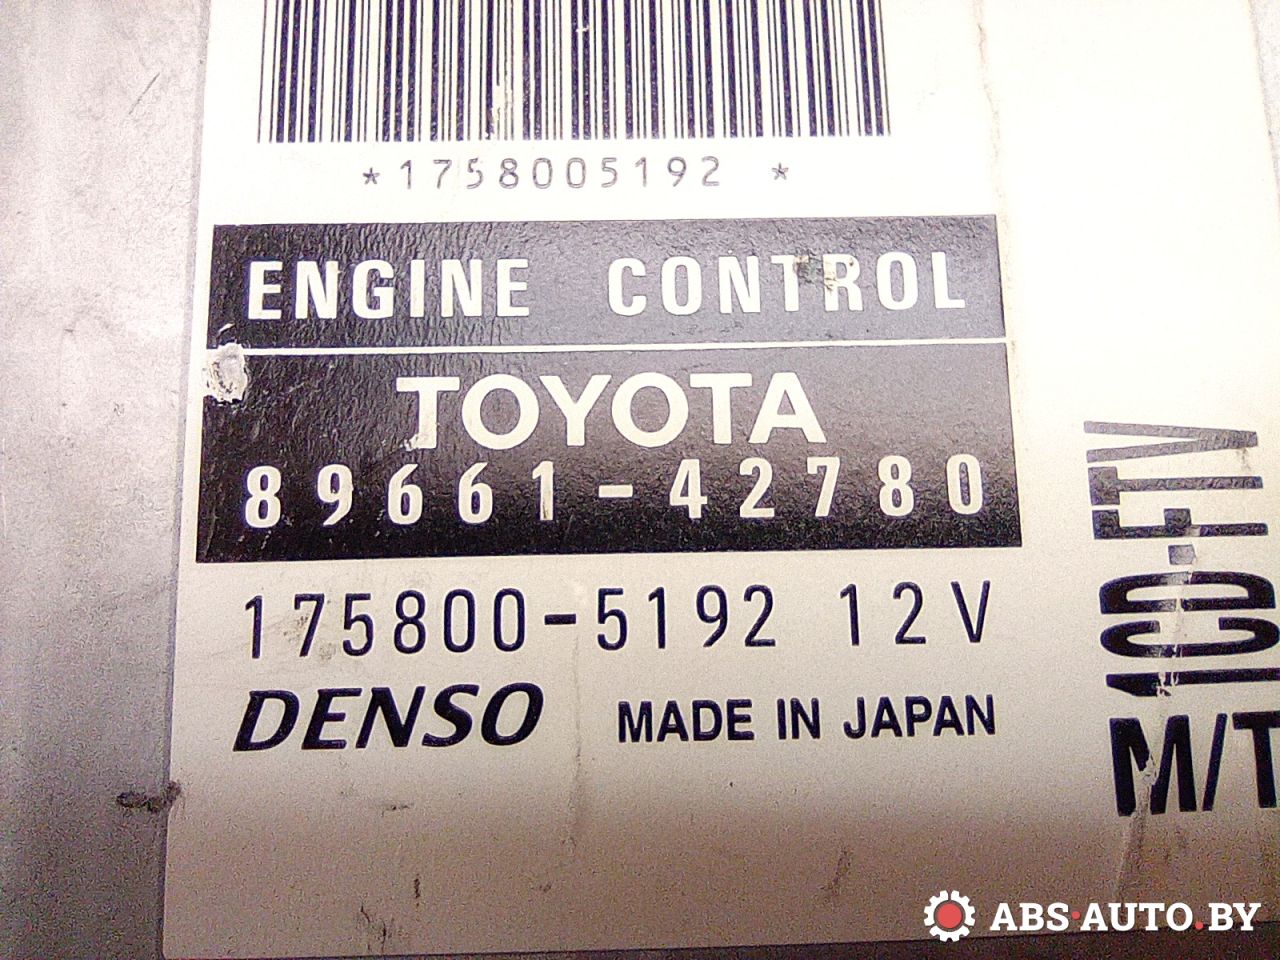 *1758005192 *
ENGINE CONTROL
TOYOTA
89661-42780
175800-5192 12V
DENSO MADE IN JAPAN
1CD-FTV
M/T
ABS·AUTO.BY